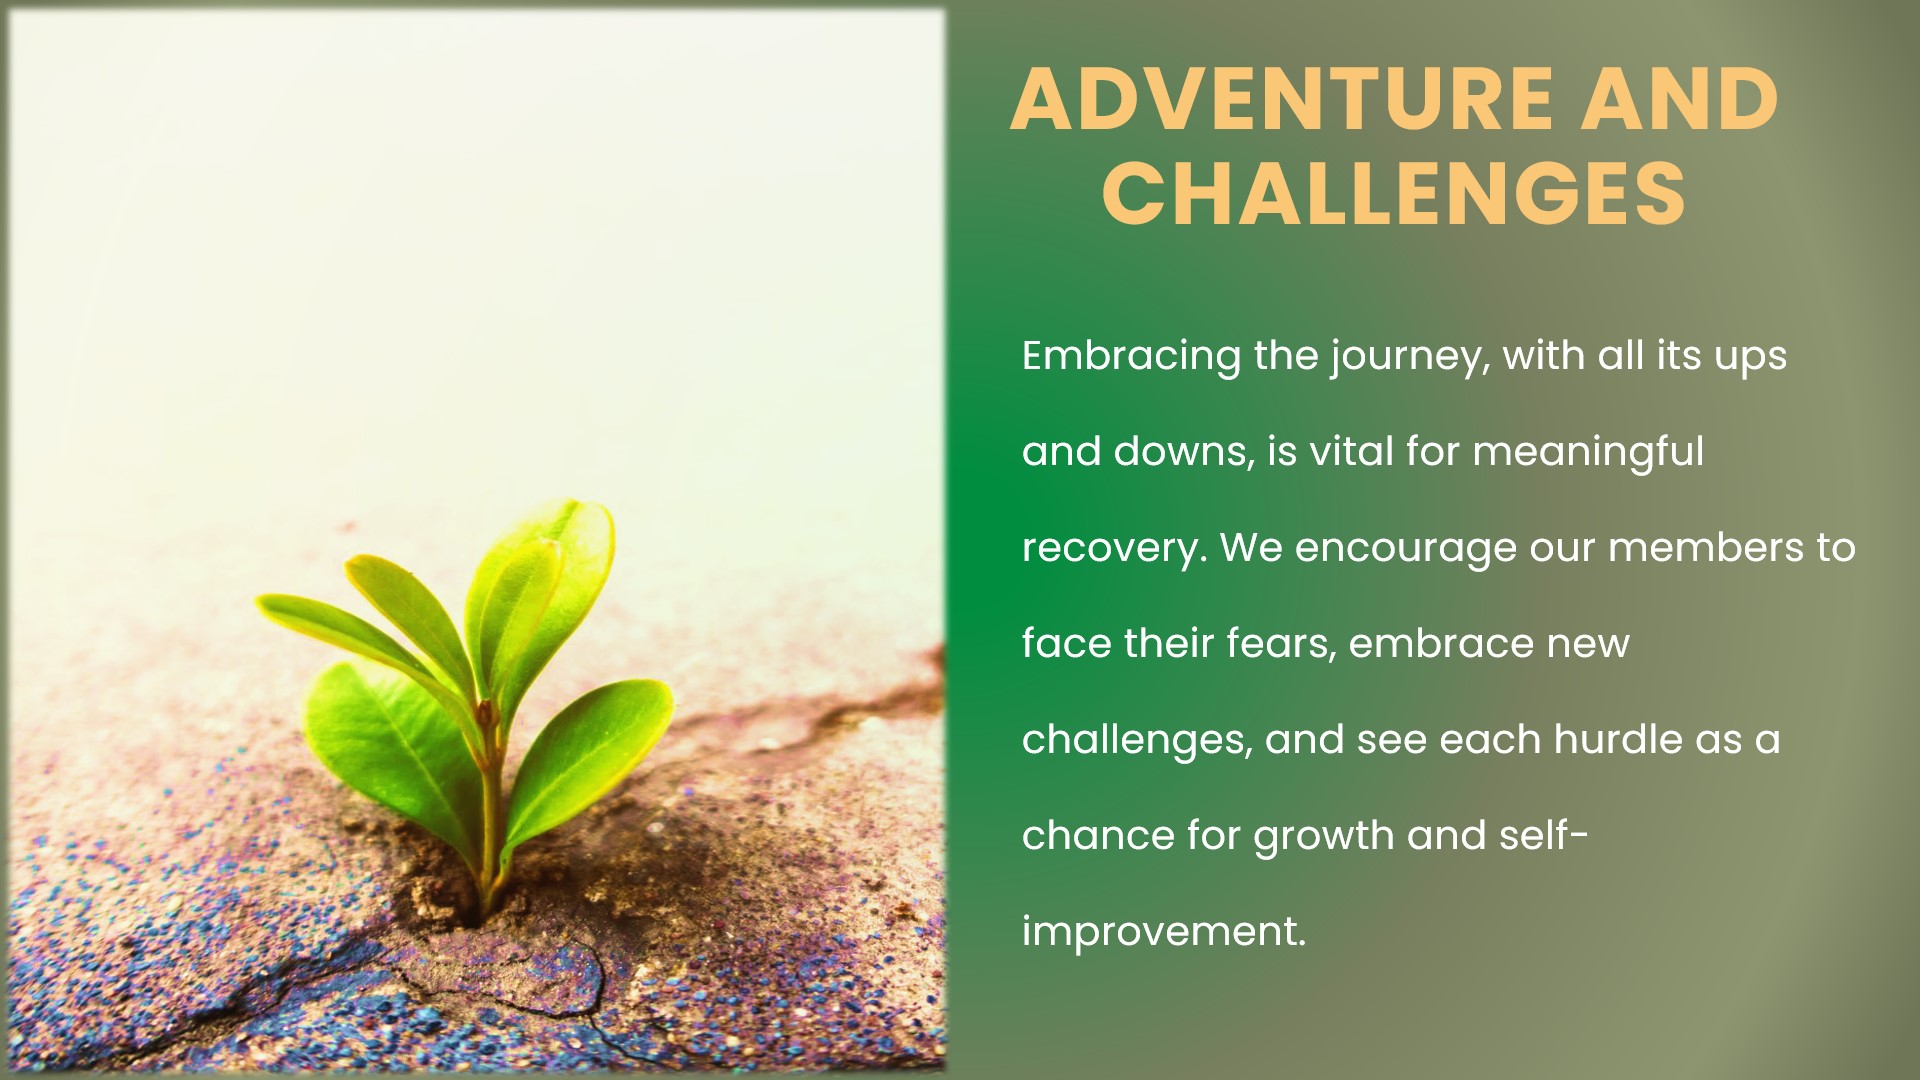 ADVENTURE AND
CHALLENGES
Embracing the journey, with all its ups
and downs, is vital for meaningful
recovery. We encourage our members to
face their fears, embrace new
challenges, and see each hurdle as a
chance for growth and self-
improvement.